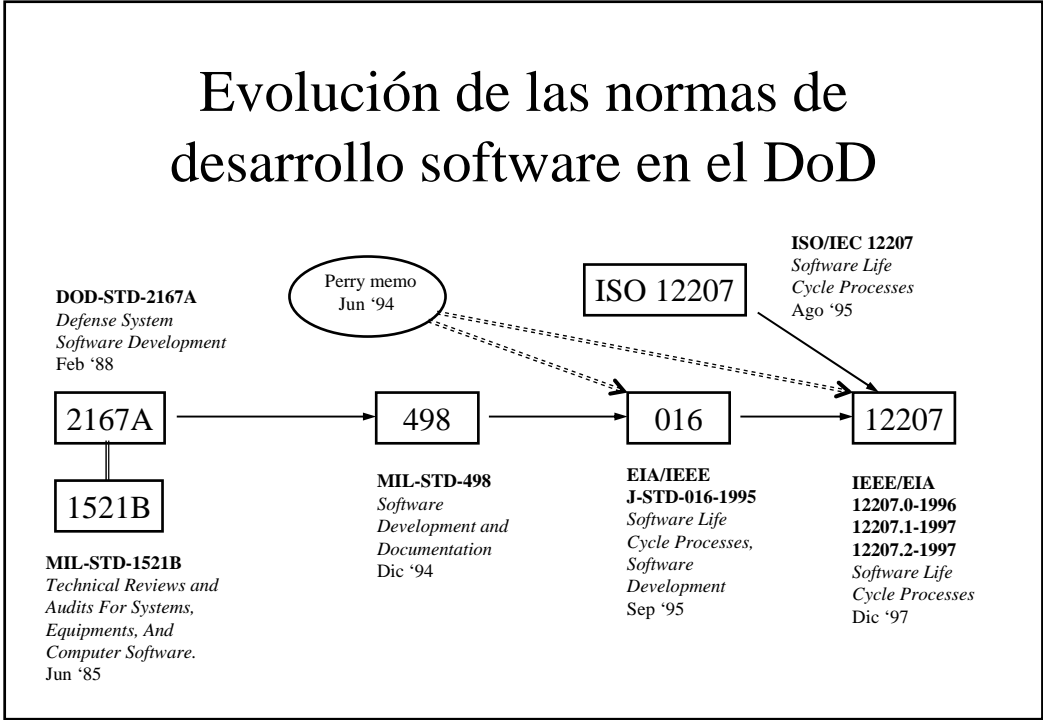 Evolución de las normas de
desarrollo software en el DoD
DOD-STD-2167A
Defense System
Software Development
Feb ‘88
Perry memo
Jun ‘94
ISO 12207
ISO/IEC 12207
Software Life
Cycle Processes
Ago ‘95
2167A
498
016
12207
1521B
MIL-STD-1521B
Technical Reviews and
Audits For Systems,
Equipments, And
Computer Software.
Jun ‘85
MIL-STD-498
Software
Development and
Documentation
Dic ‘94
EIA/IEEE
J-STD-016-1995
Software Life
Cycle Processes,
Software
Development
Sep ‘95
IEEE/EIA
12207.0-1996
12207.1-1997
12207.2-1997
Software Life
Cycle Processes
Dic ‘97